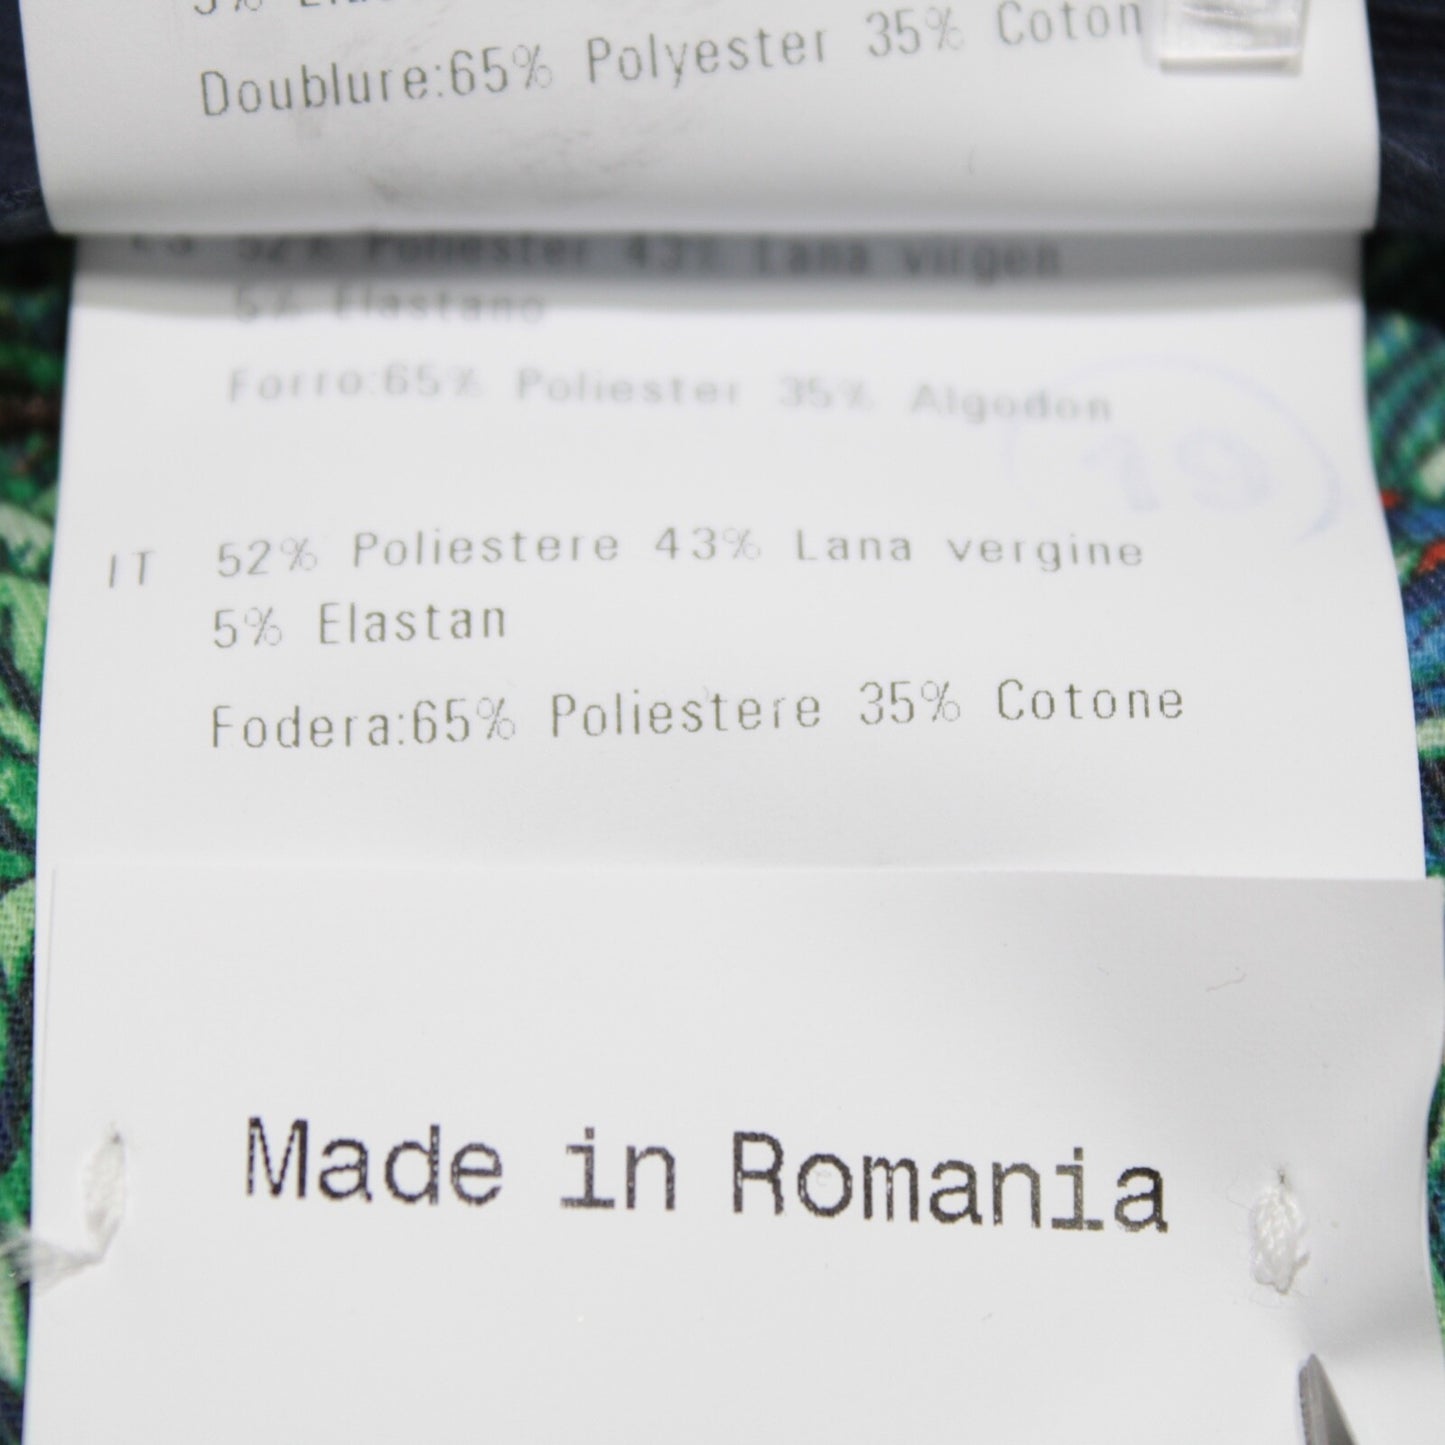 Doublure:65% Polyester 35% Coton
52% Poliester 43% Lana virgen
5% Elastano
Forro:65% Poliester 35% Algodon
IT 52% Poliestere 43% Lana vergine
5% Elastan
Fodera:65% Poliestere 35% Cotone
Made in Romania